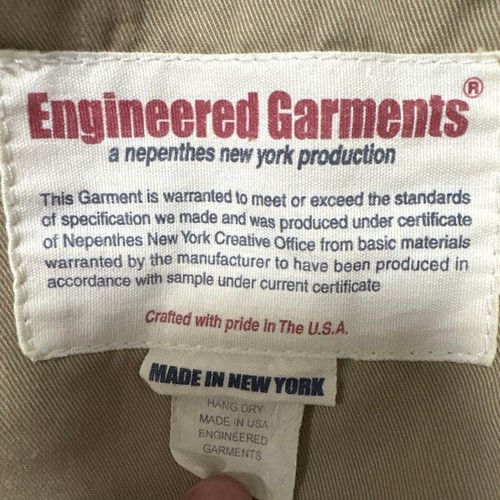 Engineered Garments®
a nepenthes new york production
This Garment is warranted to meet or exceed the standards
of specification we made and was produced under certificate
of Nepenthes New York Creative Office from basic materials
warranted by the manufacturer to have been produced in
accordance with sample under current certificate
Crafted with pride in The U.S.A.
MADE IN NEW YORK
HANG DRY
MADE IN USA
ENGINEERED
GARMENTS